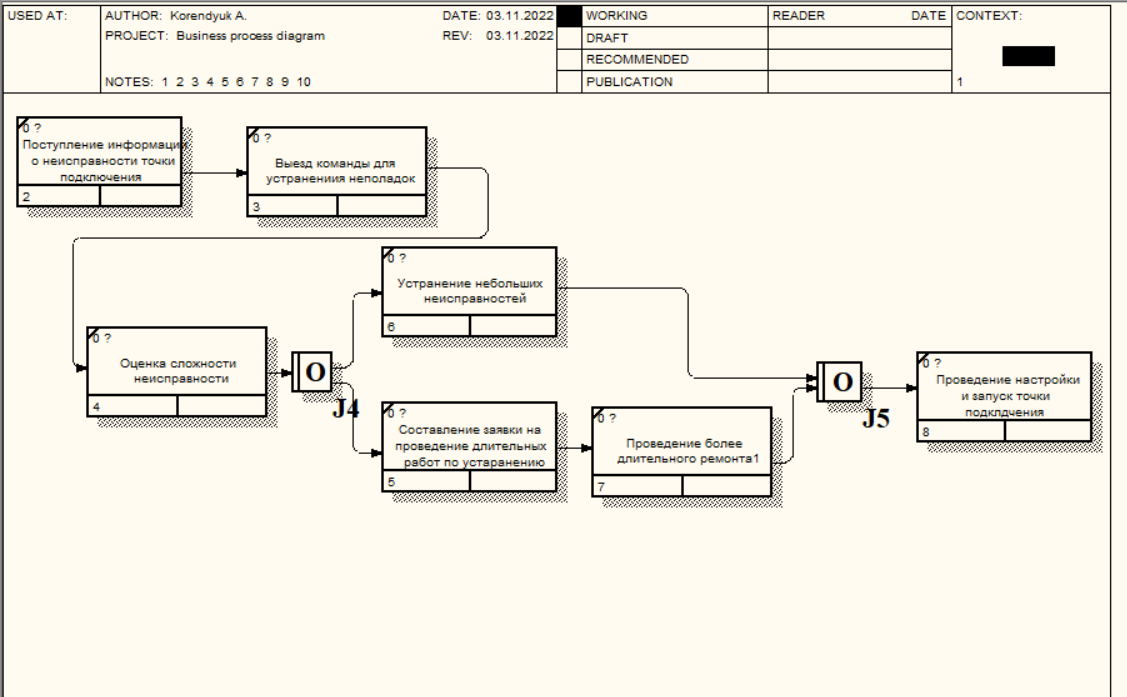 USED AT:
AUTHOR: Korendyuk A.
DATE: 03.11.2022
PROJECT: Business process diagram
REV: 03.11.2022
NOTES: 1 2 3 4 5 6 7 8 9 10
WORKING
DRAFT
RECOMMENDED
PUBLICATION
READER
DATE
CONTEXT:
1
0 ?
Поступление информации
о неисправности точки
подключения
2
0 ?
Выезд команды для
устранениия неполадок
3
0 ?
Оценка сложности
неисправности
4
O
J4
0 ?
Устранение небольших
неисправностей
6
0 ?
Составление заявки на
проведение длительных
работ по устаранению
5
0 ?
Проведение более
длительного ремонта1
7
O
J5
0 ?
Проведение настройки
и запуск точки
подклдчения
8